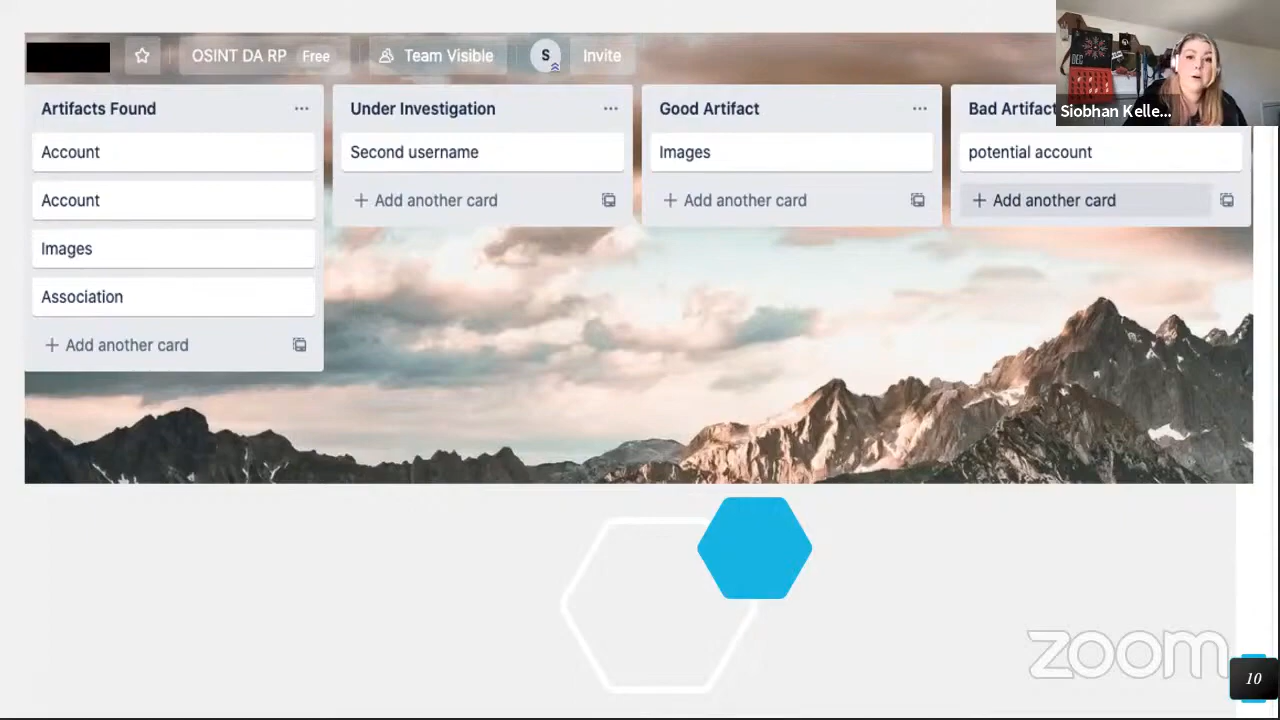 OSINT DA RP Free Team Visible S Invite
Artifacts Found
Account
Account
Images
Association
+ Add another card
Under Investigation
Second username
+ Add another card
Good Artifact
Images
+ Add another card
Bad Artifact
potential account
+ Add another card
DEC
Siobhan Kelle...
zoom
10